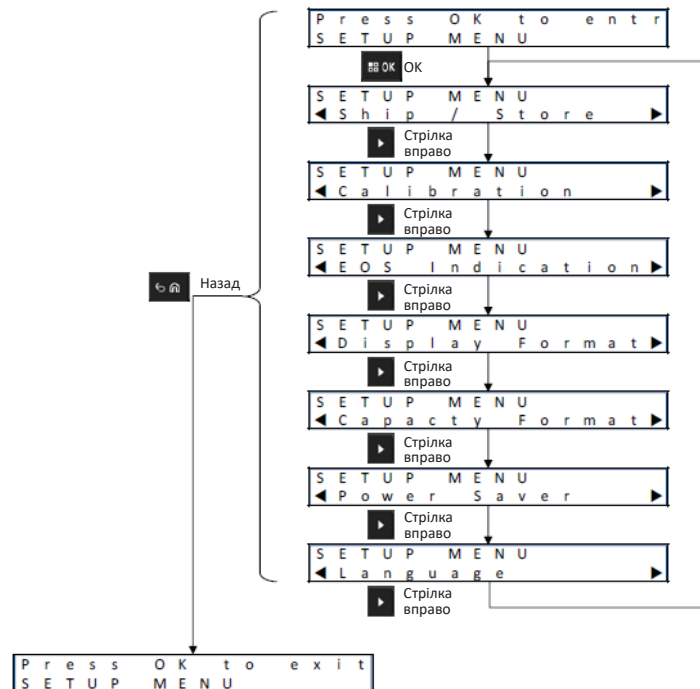 Press OK to entr
SETUP MENU
OK OK
SETUP MENU
◀Ship / Store ▶
Стрілка
вправо
SETUP MENU
◀Calibration ▶
Стрілка
вправо
SETUP MENU
◀EOS Indication▶
Назад
Стрілка
вправо
SETUP MENU
◀Display Format▶
Стрілка
вправо
SETUP MENU
◀Capacty Format▶
Стрілка
вправо
SETUP MENU
◀Power Saver ▶
Стрілка
вправо
SETUP MENU
◀Language ▶
Стрілка
вправо
Press OK to exit
SETUP MENU